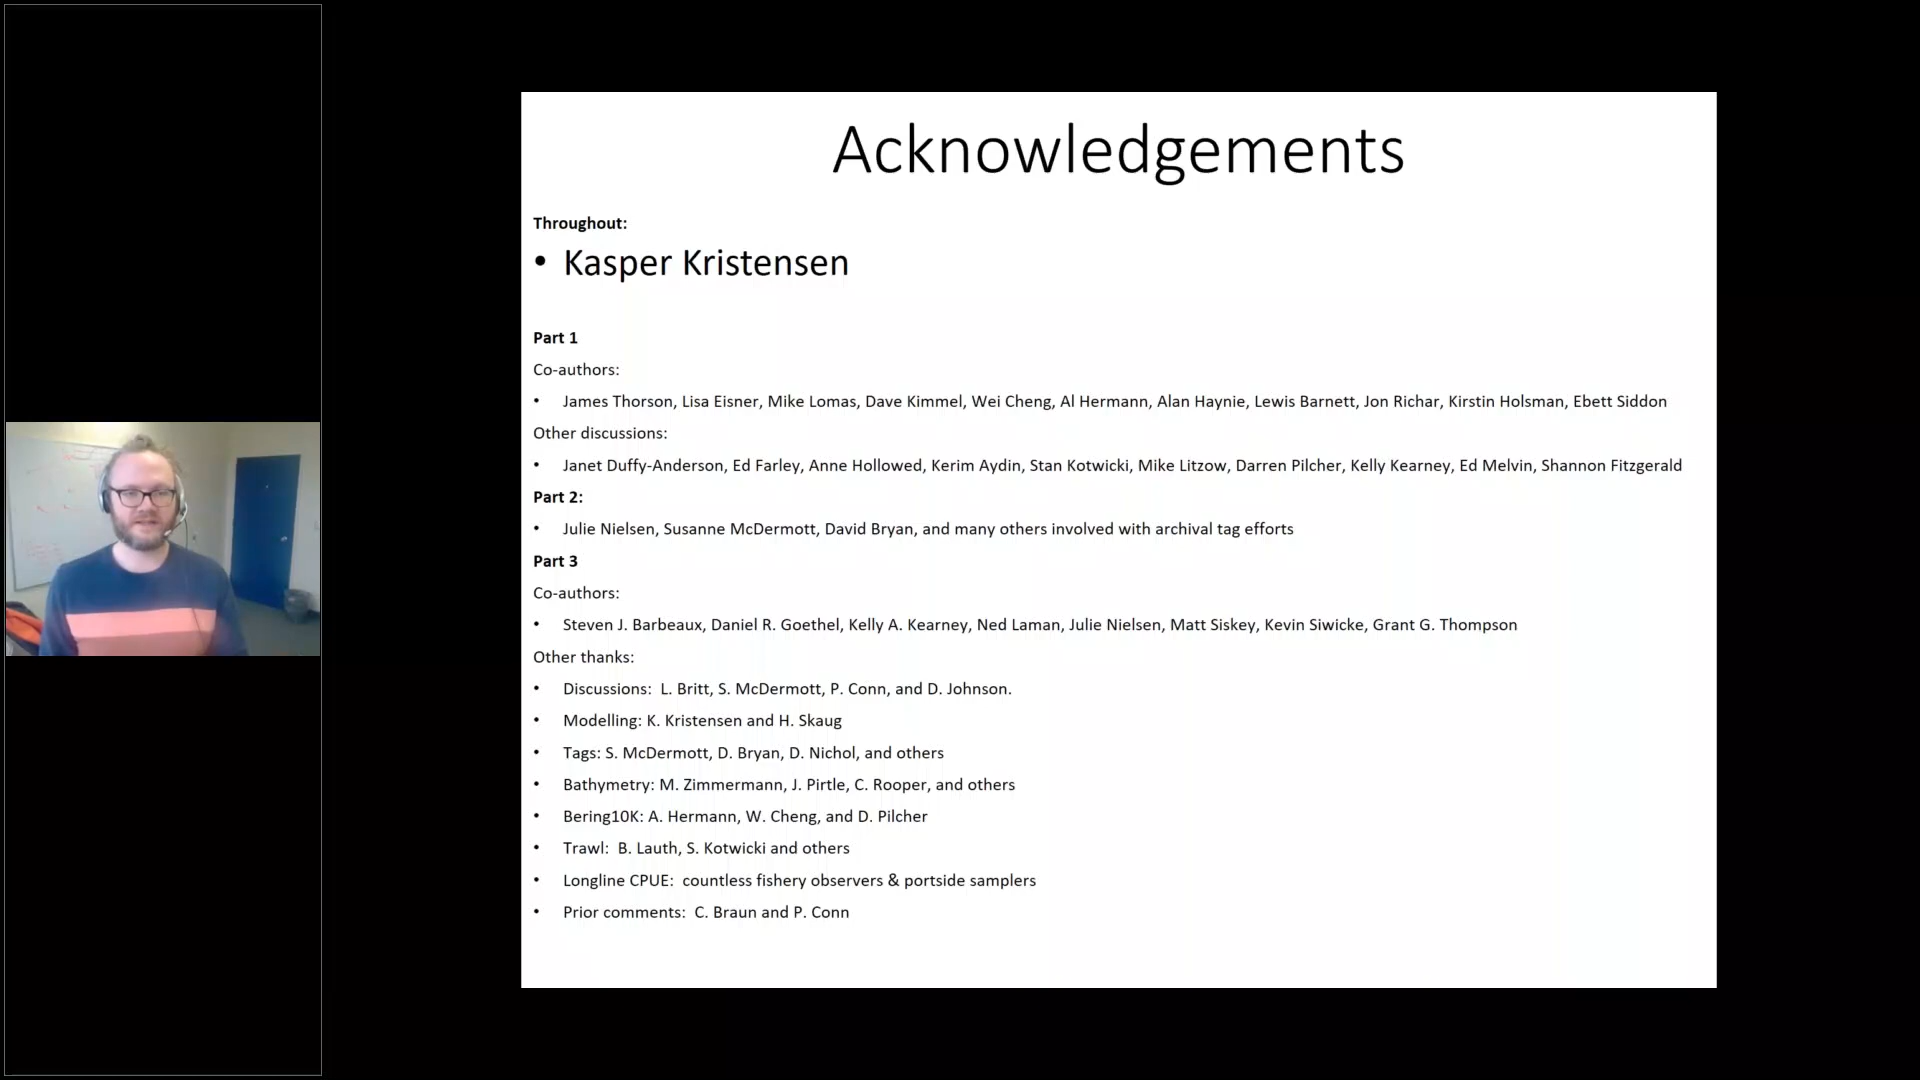 Acknowledgements
Throughout:
• Kasper Kristensen
Part 1
Co-authors:
• James Thorson, Lisa Eisner, Mike Lomas, Dave Kimmel, Wei Cheng, Al Hermann, Alan Haynie, Lewis Barnett, Jon Richar, Kirstin Holsman, Ebett Siddon
Other discussions:
• Janet Duffy-Anderson, Ed Farley, Anne Hollowed, Kerim Aydin, Stan Kotwicki, Mike Litzow, Darren Pilcher, Kelly Kearney, Ed Melvin, Shannon Fitzgerald
Part 2:
• Julie Nielsen, Susanne McDermott, David Bryan, and many others involved with archival tag efforts
Part 3
Co-authors:
• Steven J. Barbeaux, Daniel R. Goethel, Kelly A. Kearney, Ned Laman, Julie Nielsen, Matt Siskey, Kevin Siwicke, Grant G. Thompson
Other thanks:
• Discussions: L. Britt, S. McDermott, P. Conn, and D. Johnson.
• Modelling: K. Kristensen and H. Skaug
• Tags: S. McDermott, D. Bryan, D. Nichol, and others
• Bathymetry: M. Zimmermann, J. Pirtle, C. Rooper, and others
• Bering10K: A. Hermann, W. Cheng, and D. Pilcher
• Trawl: B. Lauth, S. Kotwicki and others
• Longline CPUE: countless fishery observers & portside samplers
• Prior comments: C. Braun and P. Conn